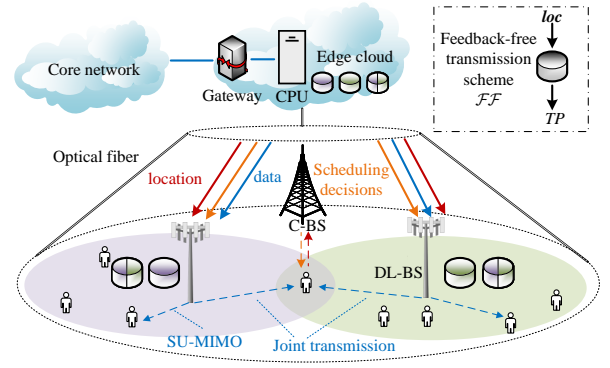 Core network
Gateway
CPU
Edge cloud
loc
Feedback-free
transmission
scheme
𝓕𝓕
TP
Optical fiber
location
data
Scheduling
decisions
C-BS
DL-BS
SU-MIMO
Joint transmission